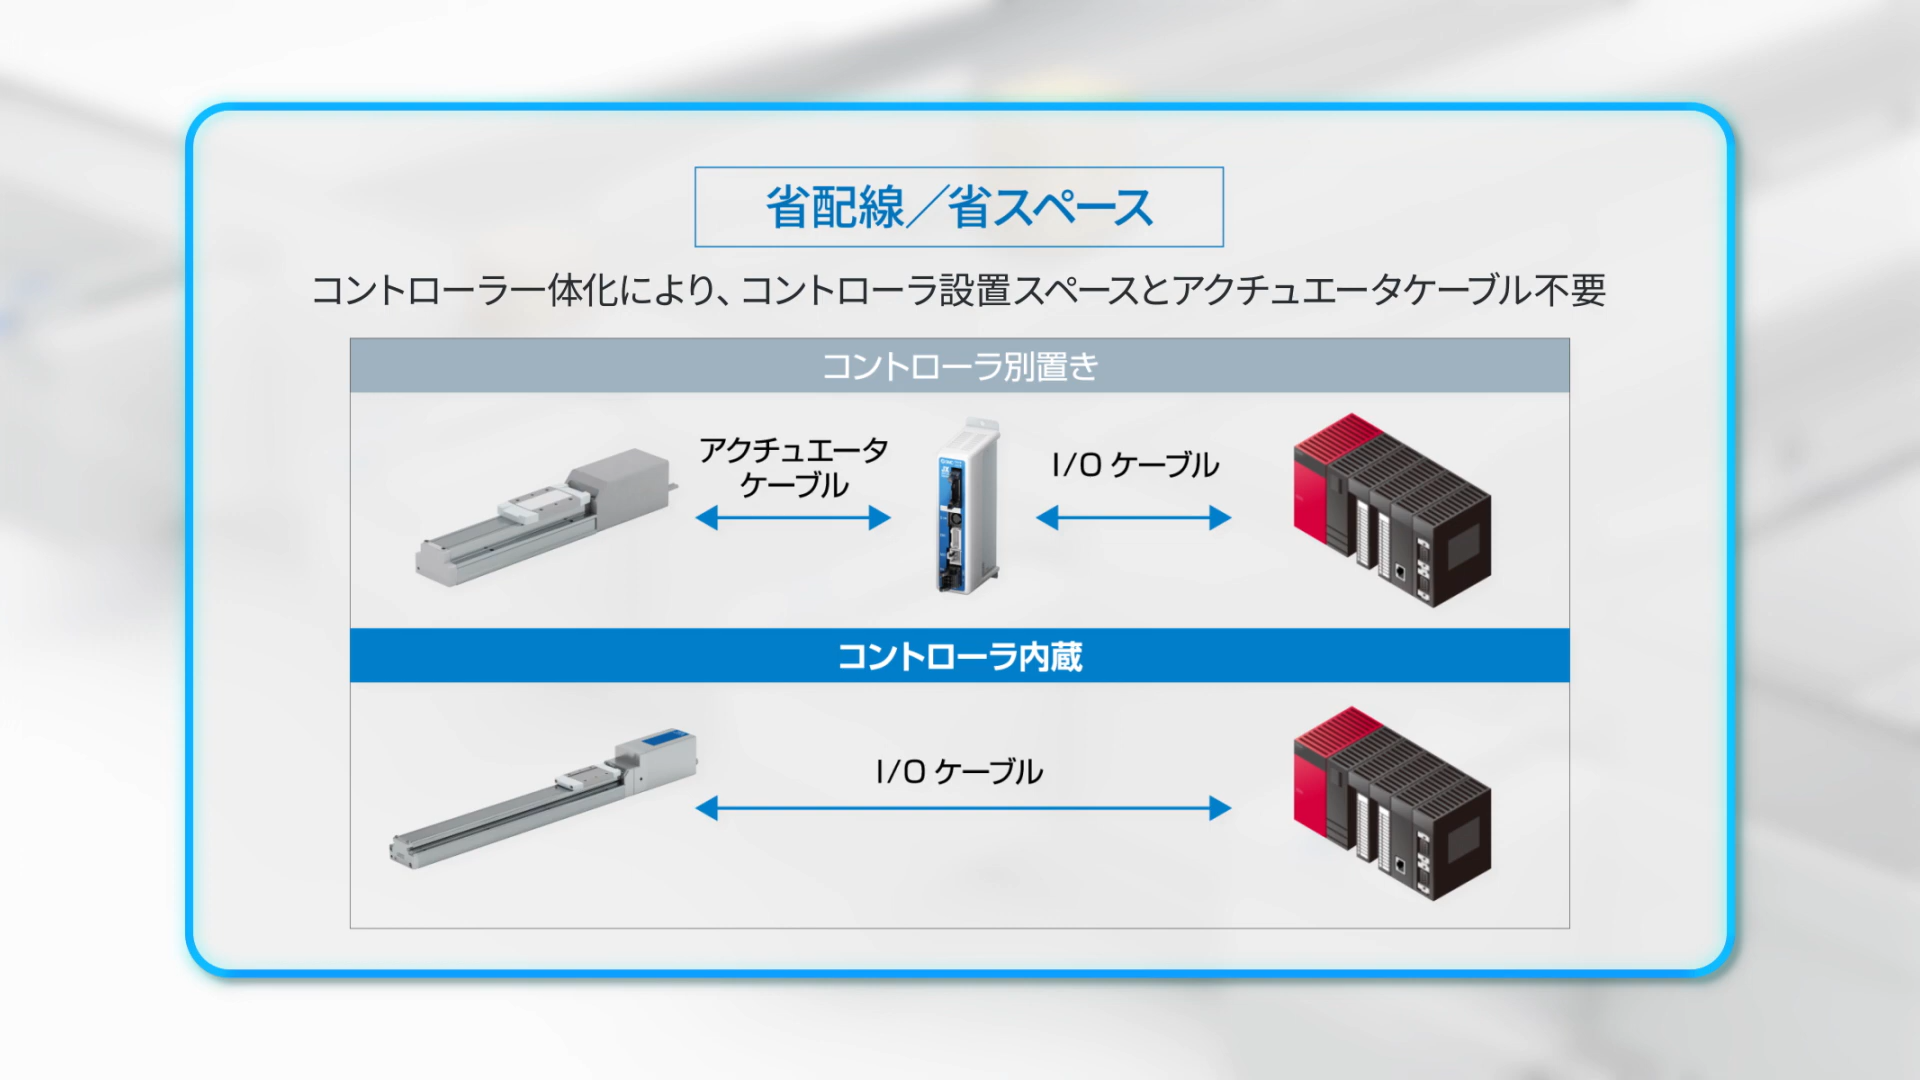 省配線／省スペース
コントローラ一体化により、コントローラ設置スペースとアクチュエータケーブル不要
コントローラ別置き
アクチュエータ
ケーブル
I/O ケーブル
コントローラ内蔵
I/O ケーブル